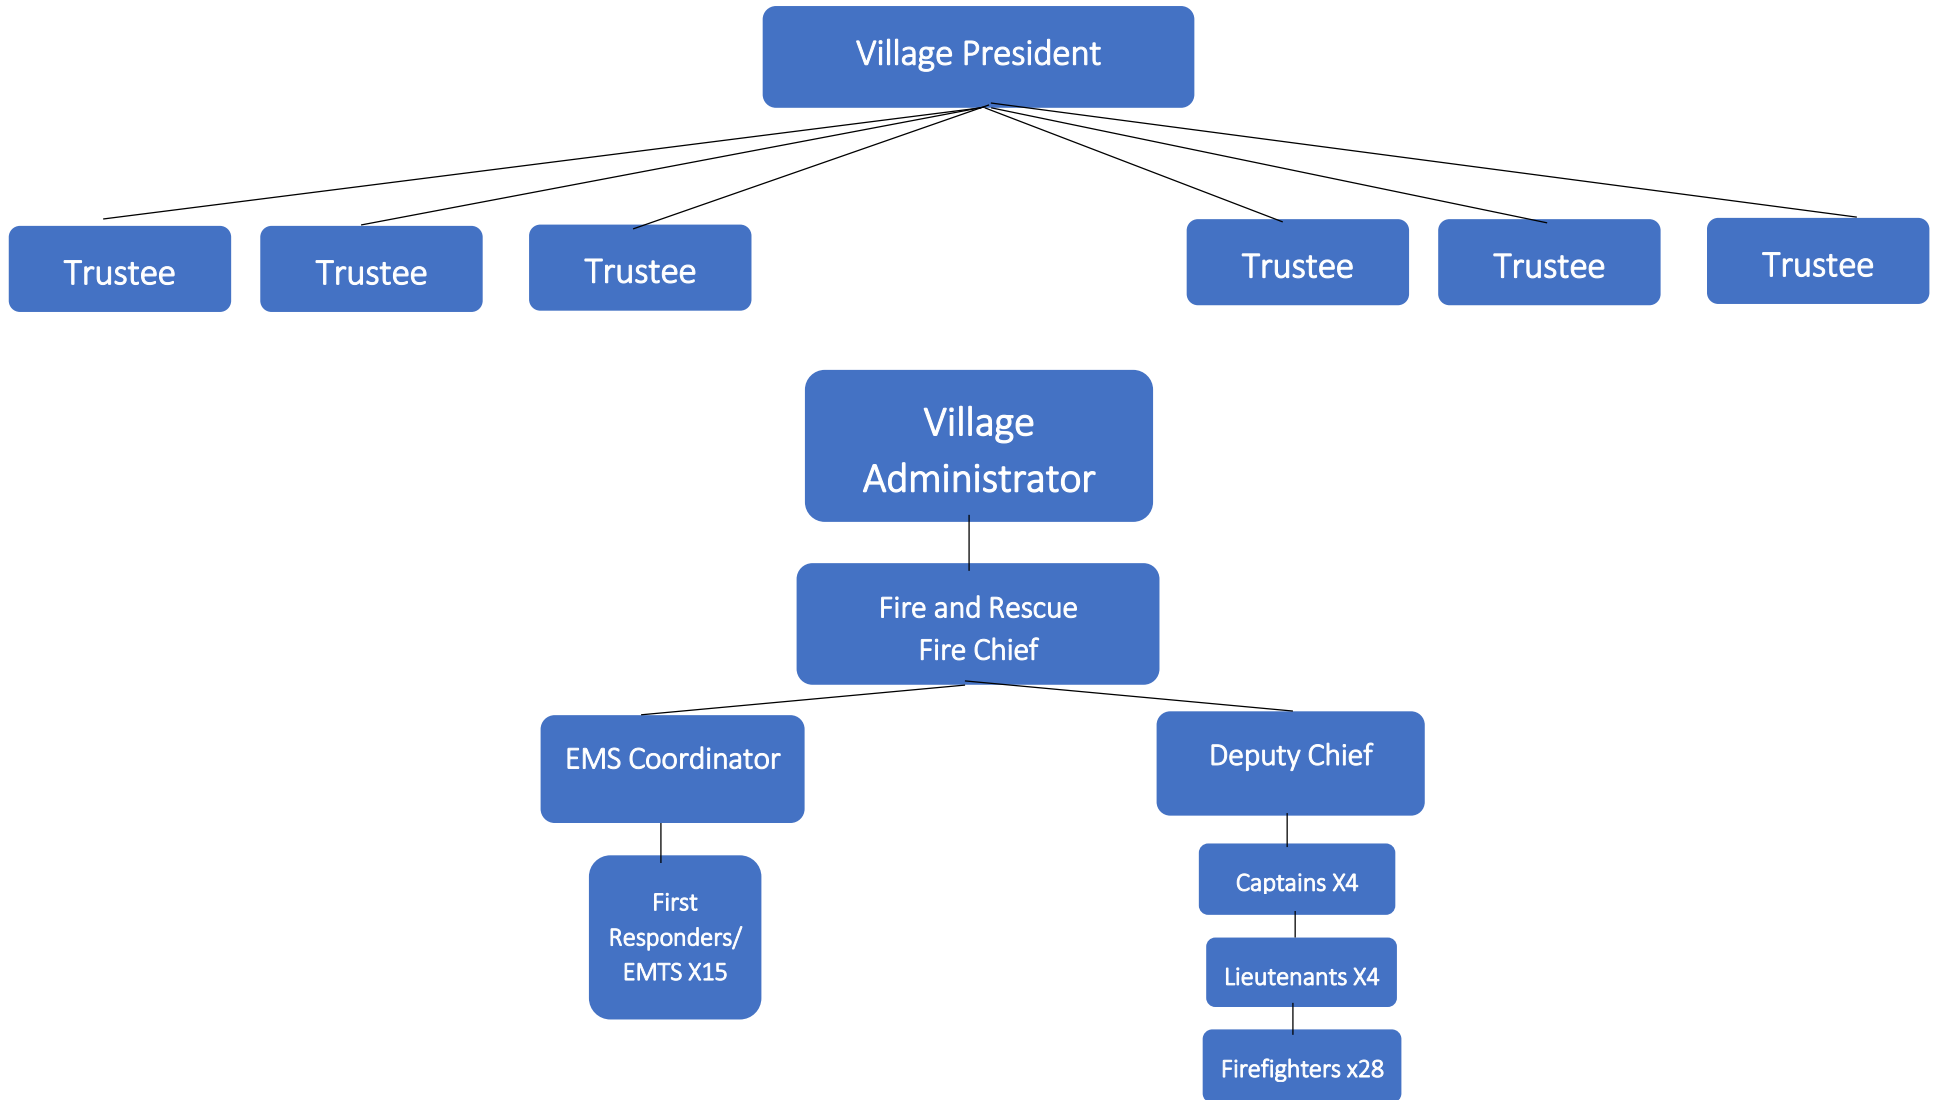 Village President
Trustee
Trustee
Trustee
Trustee
Trustee
Trustee
Village
Administrator
Fire and Rescue
Fire Chief
EMS Coordinator
Deputy Chief
First
Responders/
EMTS X15
Captains X4
Lieutenants X4
Firefighters x28